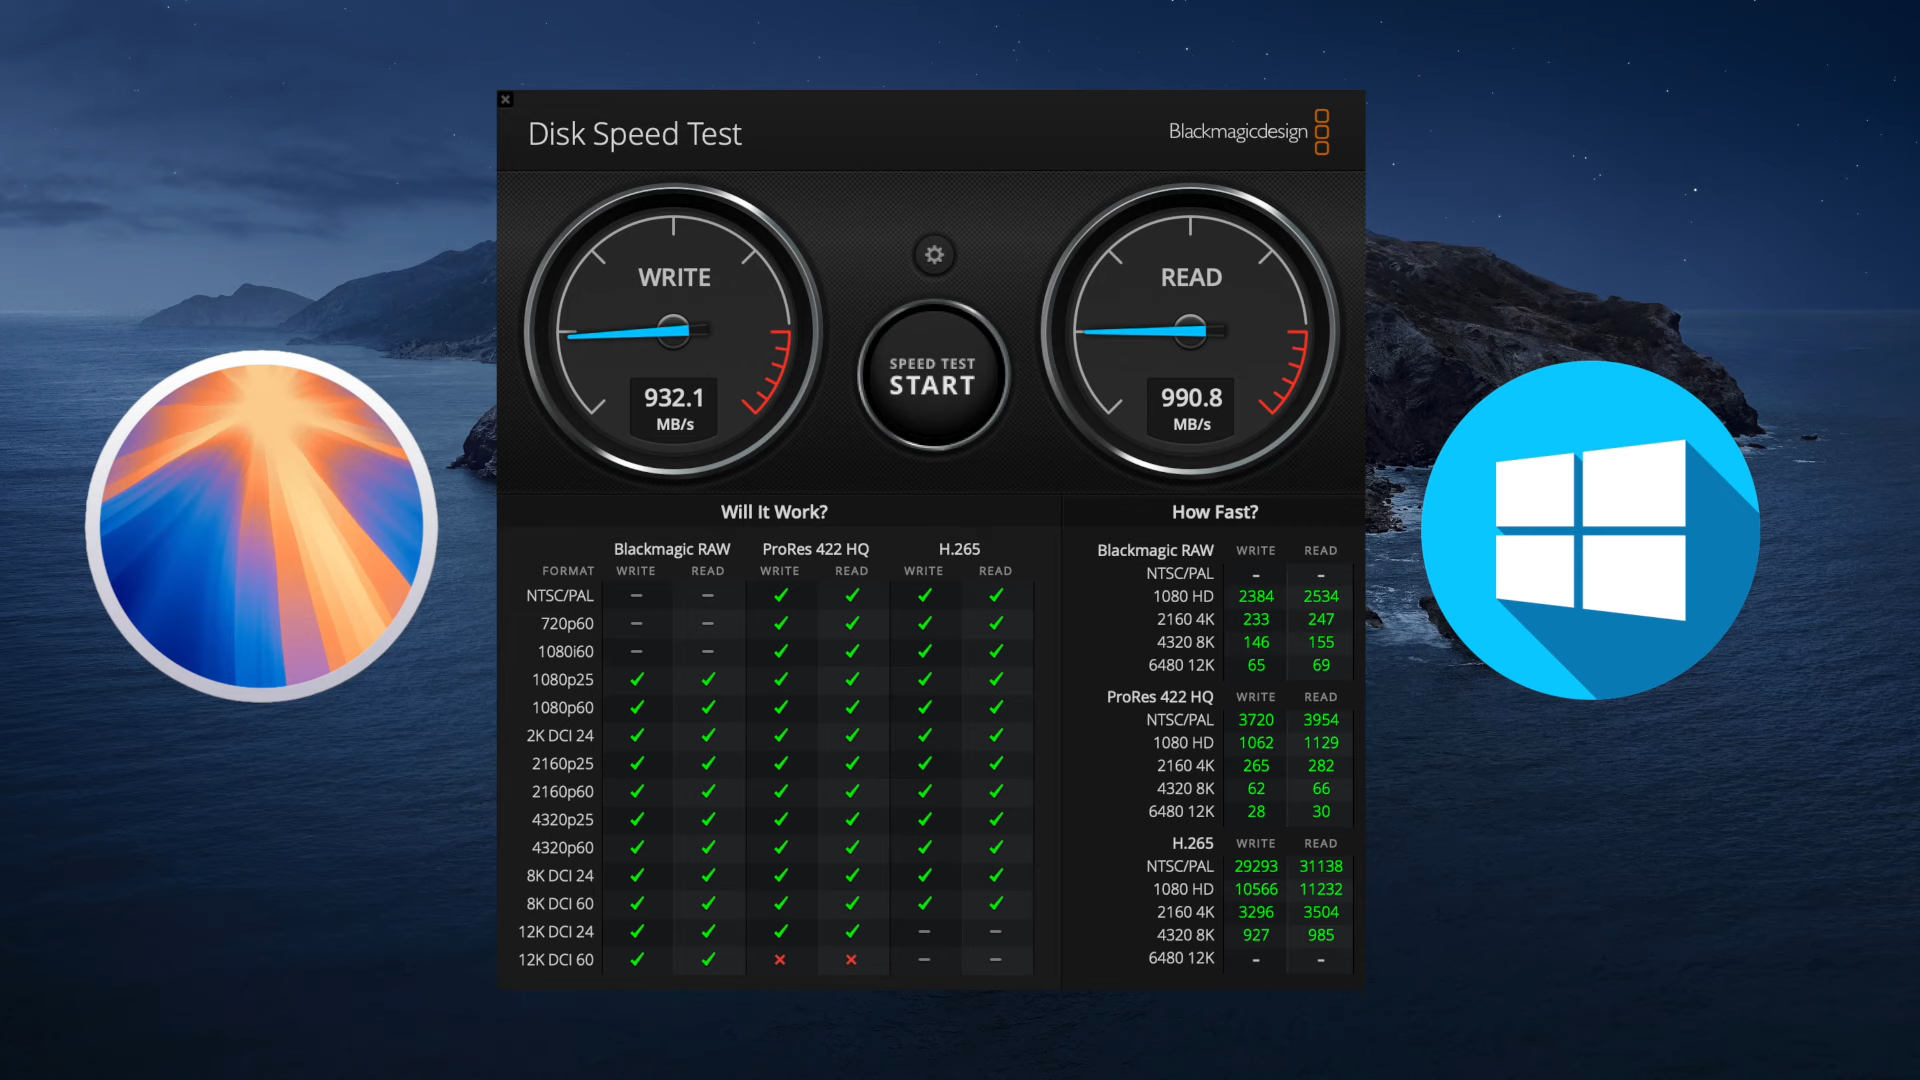 Disk Speed Test
Blackmagicdesign
WRITE
932.1
MB/s
SPEED TEST
START
READ
990.8
MB/s
Will It Work?
Blackmagic RAW ProRes 422 HQ H.265
FORMAT WRITE READ WRITE READ WRITE READ
NTSC/PAL – – ✓ ✓ ✓ ✓
720p60 – – ✓ ✓ ✓ ✓
1080i60 – – ✓ ✓ ✓ ✓
1080p25 ✓ ✓ ✓ ✓ ✓ ✓
1080p60 ✓ ✓ ✓ ✓ ✓ ✓
2K DCI 24 ✓ ✓ ✓ ✓ ✓ ✓
2160p25 ✓ ✓ ✓ ✓ ✓ ✓
2160p60 ✓ ✓ ✓ ✓ ✓ ✓
4320p25 ✓ ✓ ✓ ✓ ✓ ✓
4320p60 ✓ ✓ ✓ ✓ ✓ ✓
8K DCI 24 ✓ ✓ ✓ ✓ ✓ ✓
8K DCI 60 ✓ ✓ ✓ ✓ ✓ ✓
12K DCI 24 ✓ ✓ ✓ ✓ – –
12K DCI 60 ✓ ✓ × × – –
How Fast?
Blackmagic RAW WRITE READ
NTSC/PAL - -
1080 HD 2384 2534
2160 4K 233 247
4320 8K 146 155
6480 12K 65 69
ProRes 422 HQ WRITE READ
NTSC/PAL 3720 3954
1080 HD 1062 1129
2160 4K 265 282
4320 8K 62 66
6480 12K 28 30
H.265 WRITE READ
NTSC/PAL 29293 31138
1080 HD 10566 11232
2160 4K 3296 3504
4320 8K 927 985
6480 12K - -